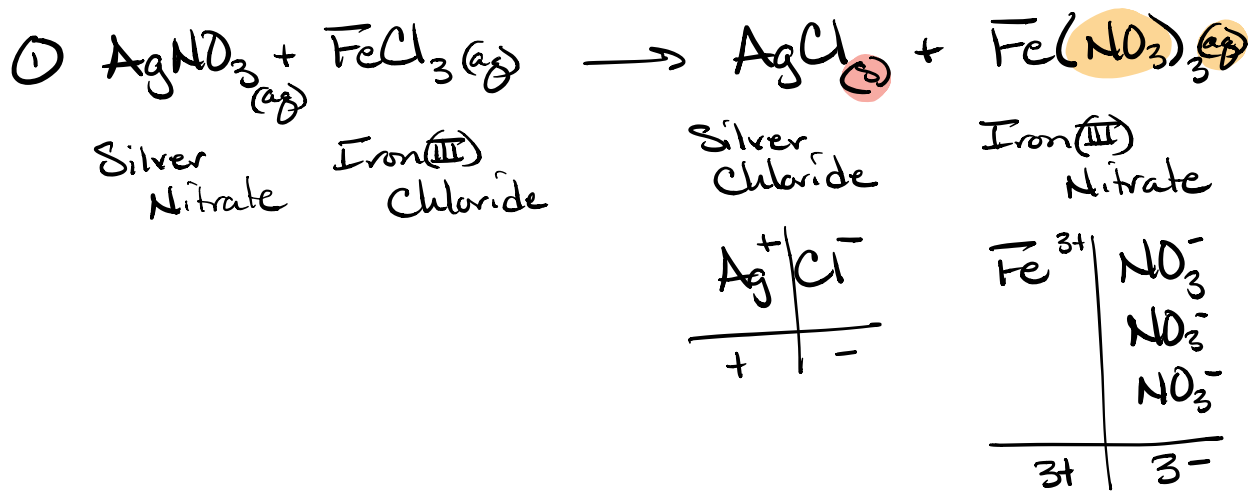 ① AgNO₃(aq) + FeCl₃(aq) → AgCl(s) + Fe(NO₃)₃(aq)
Silver Nitrate
Iron(III) Chloride
Silver Chloride
Iron(III) Nitrate
Ag⁺ | Cl⁻
+ | −
Fe³⁺ | NO₃⁻
NO₃⁻
NO₃⁻
3+ | 3−